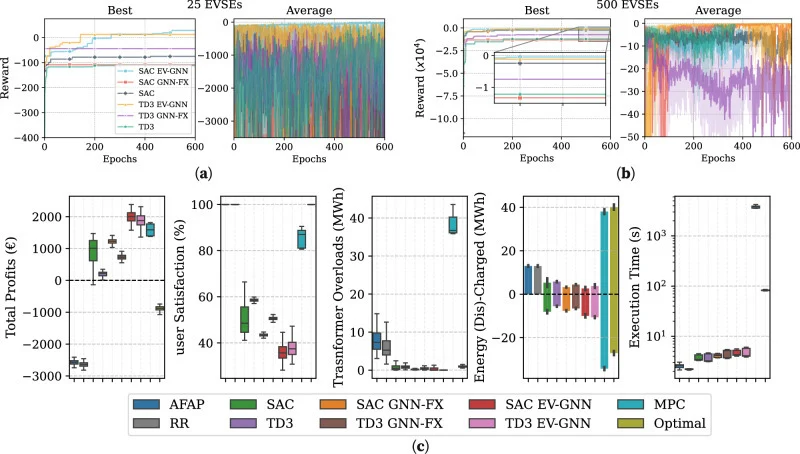 Best
25 EVSEs
Average
Best
500 EVSEs
Average
Reward
0
−100
−200
−300
−400
SAC EV-GNN
SAC GNN-FX
SAC
TD3 EV-GNN
TD3 GNN-FX
TD3
0
200
400
600
Epochs
0
−1000
−2000
−3000
0
200
400
600
Epochs
(a)
Reward (x10⁴)
0.0
−2.5
−5.0
−7.5
−10.0
0
−1
0
200
400
600
Epochs
0
−10
−20
−30
−40
−50
0
200
400
600
Epochs
(b)
Total Profits (€)
2000
1000
0
−1000
−2000
−3000
user Satisfaction (%)
100
80
60
40
Trasnformer Overloads (MWh)
40
30
20
10
0
Energy (Dis)-Charged (MWh)
40
20
0
−20
Execution Time (s)
10³
10²
10¹
AFAP
SAC
SAC GNN-FX
SAC EV-GNN
MPC
RR
TD3
TD3 GNN-FX
TD3 EV-GNN
Optimal
(c)